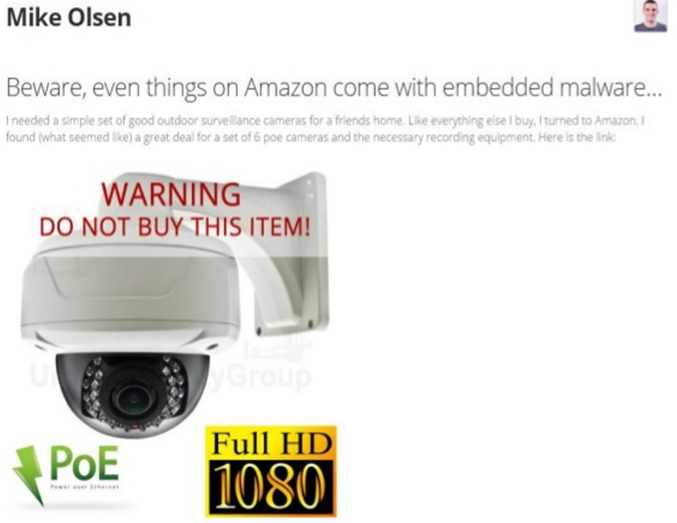 Mike Olsen
Beware, even things on Amazon come with embedded malware...
I needed a simple set of good outdoor surveillance cameras for a friends home. Like everything else I buy, I turned to Amazon. I
found (what seemed like) a great deal for a set of 6 poe cameras and the necessary recording equipment. Here is the link:
WARNING
DO NOT BUY THIS ITEM!
Group
PoE
Power over Ethernet
Full HD
1080